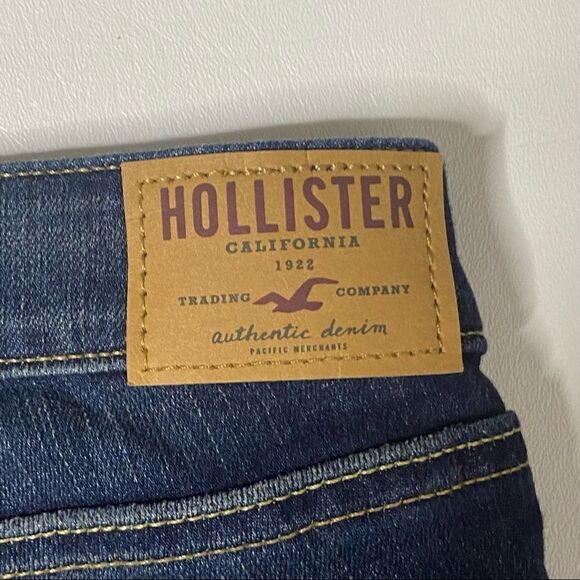 HOLLISTER
CALIFORNIA
1922
TRADING COMPANY
authentic denim
PACIFIC MERCHANTS